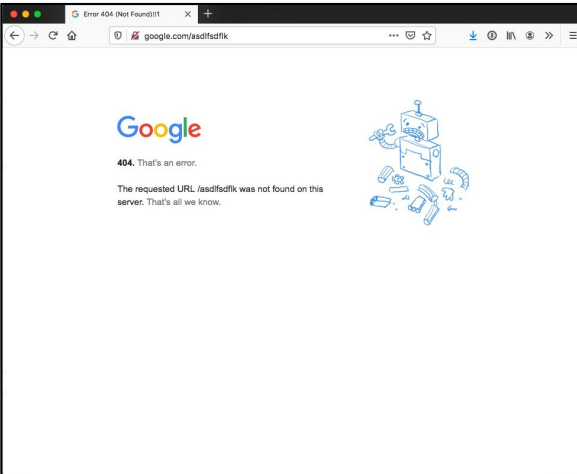 Error 404 (Not Found)!!1
google.com/asdlfsdflk
Google
404. That's an error.
The requested URL /asdlfsdflk was not found on this
server. That's all we know.